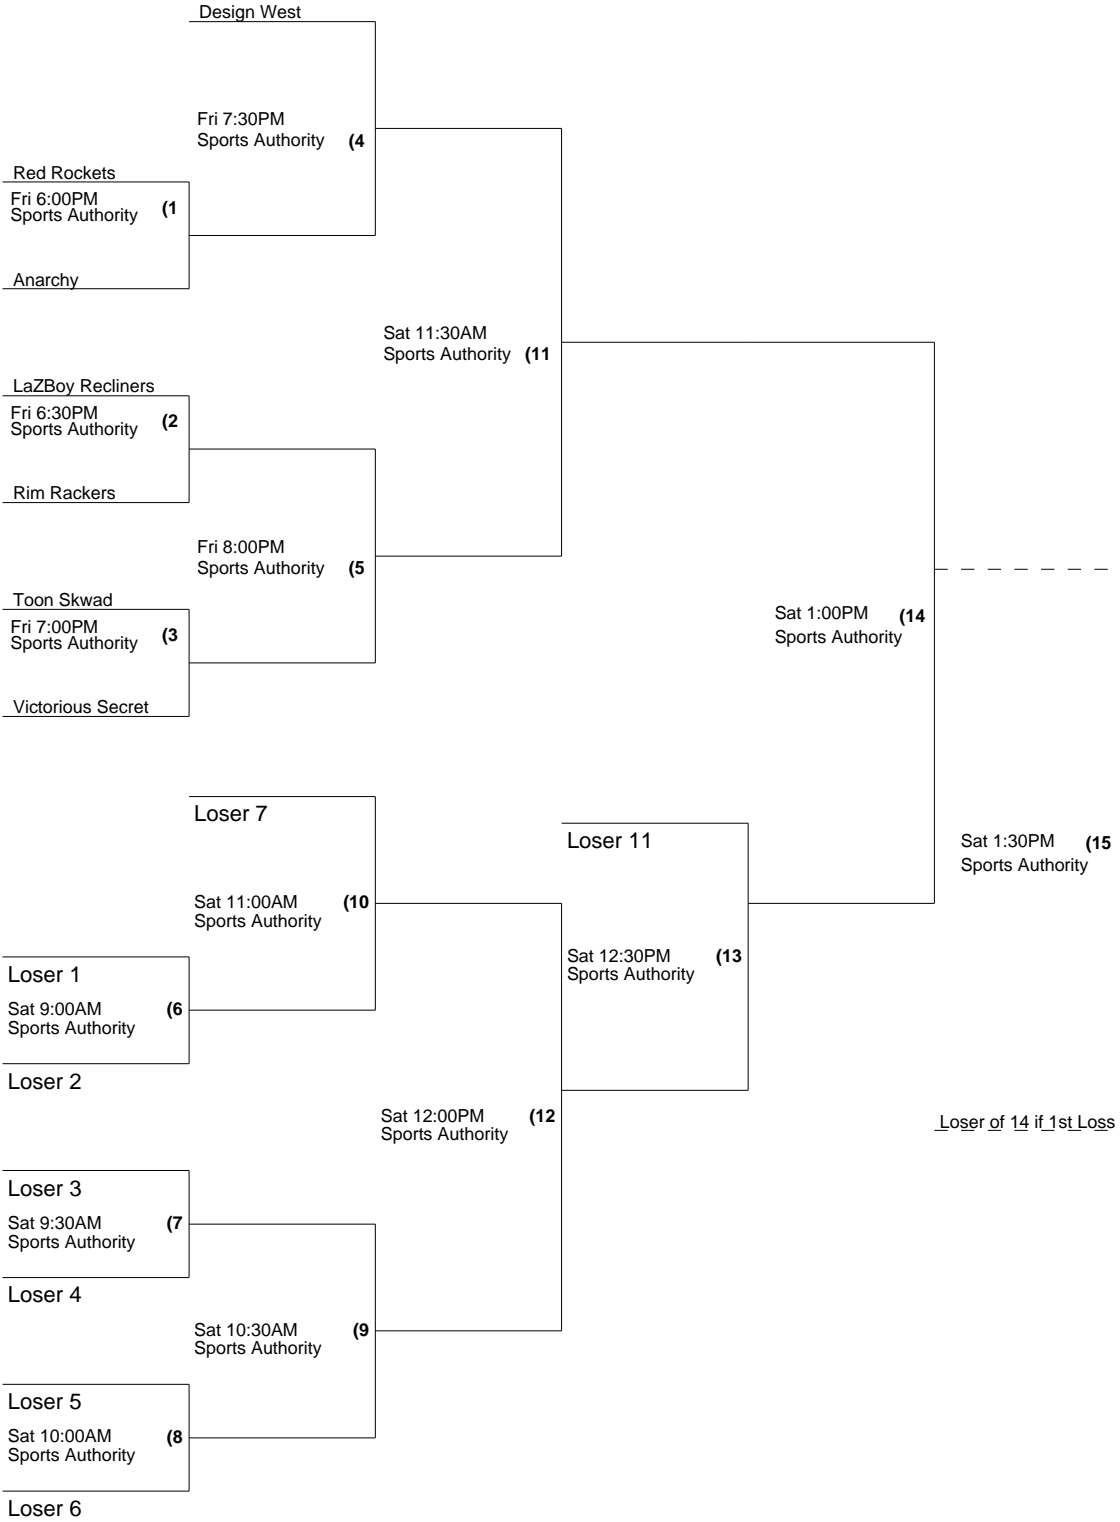 Design West
Fri 7:30PM
Sports Authority (4
Red Rockets
Fri 6:00PM
Sports Authority (1
Anarchy
Sat 11:30AM
Sports Authority (11
LaZBoy Recliners
Fri 6:30PM
Sports Authority (2
Rim Rackers
Fri 8:00PM
Sports Authority (5
Toon Skwad
Fri 7:00PM
Sports Authority (3
Sat 1:00PM (14
Sports Authority
Victorious Secret
Loser 7
Loser 11
Sat 1:30PM (15
Sports Authority
Sat 11:00AM (10
Sports Authority
Sat 12:30PM (13
Sports Authority
Loser 1
Sat 9:00AM (6
Sports Authority
Loser 2
Sat 12:00PM (12
Sports Authority
Loser of 14 if 1st Loss
Loser 3
Sat 9:30AM (7
Sports Authority
Loser 4
Sat 10:30AM (9
Sports Authority
Loser 5
Sat 10:00AM (8
Sports Authority
Loser 6